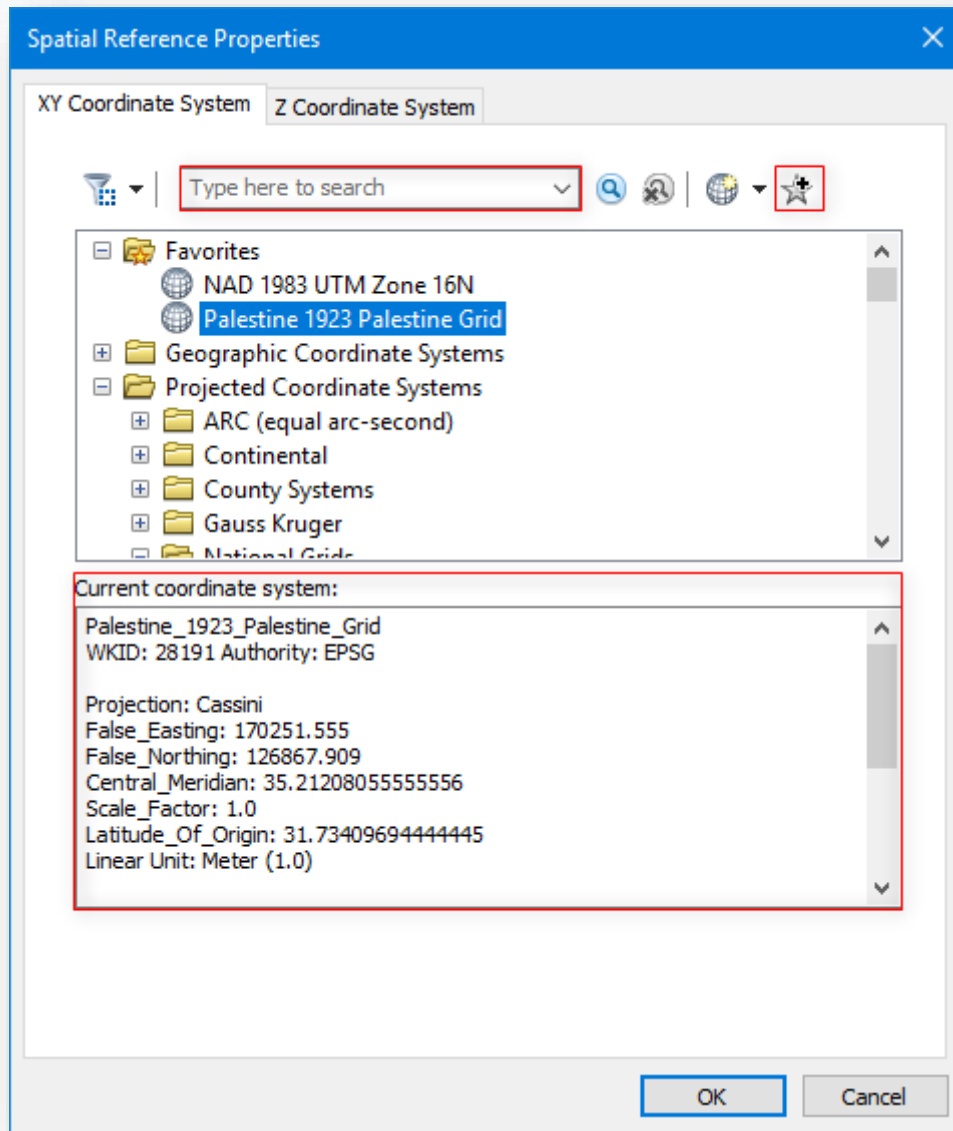 Spatial Reference Properties
XY Coordinate System
Z Coordinate System
Type here to search
Favorites
NAD 1983 UTM Zone 16N
Palestine 1923 Palestine Grid
Geographic Coordinate Systems
Projected Coordinate Systems
ARC (equal arc-second)
Continental
County Systems
Gauss Kruger
National Grids
Current coordinate system:
Palestine_1923_Palestine_Grid
WKID: 28191 Authority: EPSG
Projection: Cassini
False_Easting: 170251.555
False_Northing: 126867.909
Central_Meridian: 35.21208055555556
Scale_Factor: 1.0
Latitude_Of_Origin: 31.73409694444445
Linear Unit: Meter (1.0)
OK
Cancel